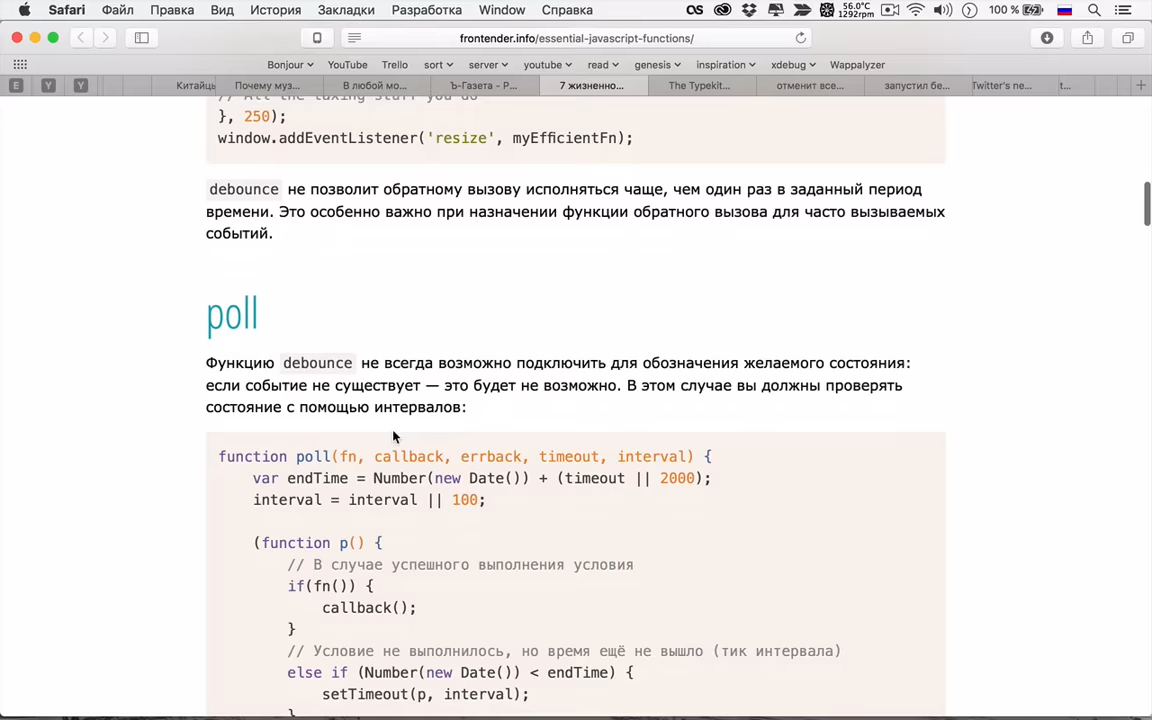 Safari Файл Правка Вид История Закладки Разработка Window Справка 56.0°C 1292rpm 100 %
frontender.info/essential-javascript-functions/
Bonjour YouTube Trello sort server youtube read genesis inspiration xdebug Wappalyzer
E Y Y Китайць Почему муз... В любой мо... Ъ-Газета - Р... 7 жизненно... The Typekit... отменит все... запустил бе... Twitter's ne... t...
}, 250);
window.addEventListener('resize', myEfficientFn);
debounce не позволит обратному вызову исполняться чаще, чем один раз в заданный период
времени. Это особенно важно при назначении функции обратного вызова для часто вызываемых
событий.
poll
Функцию debounce не всегда возможно подключить для обозначения желаемого состояния:
если событие не существует — это будет не возможно. В этом случае вы должны проверять
состояние с помощью интервалов:
function poll(fn, callback, errback, timeout, interval) {
var endTime = Number(new Date()) + (timeout || 2000);
interval = interval || 100;
(function p() {
// В случае успешного выполнения условия
if(fn()) {
callback();
}
// Условие не выполнилось, но время ещё не вышло (тик интервала)
else if (Number(new Date()) < endTime) {
setTimeout(p, interval);